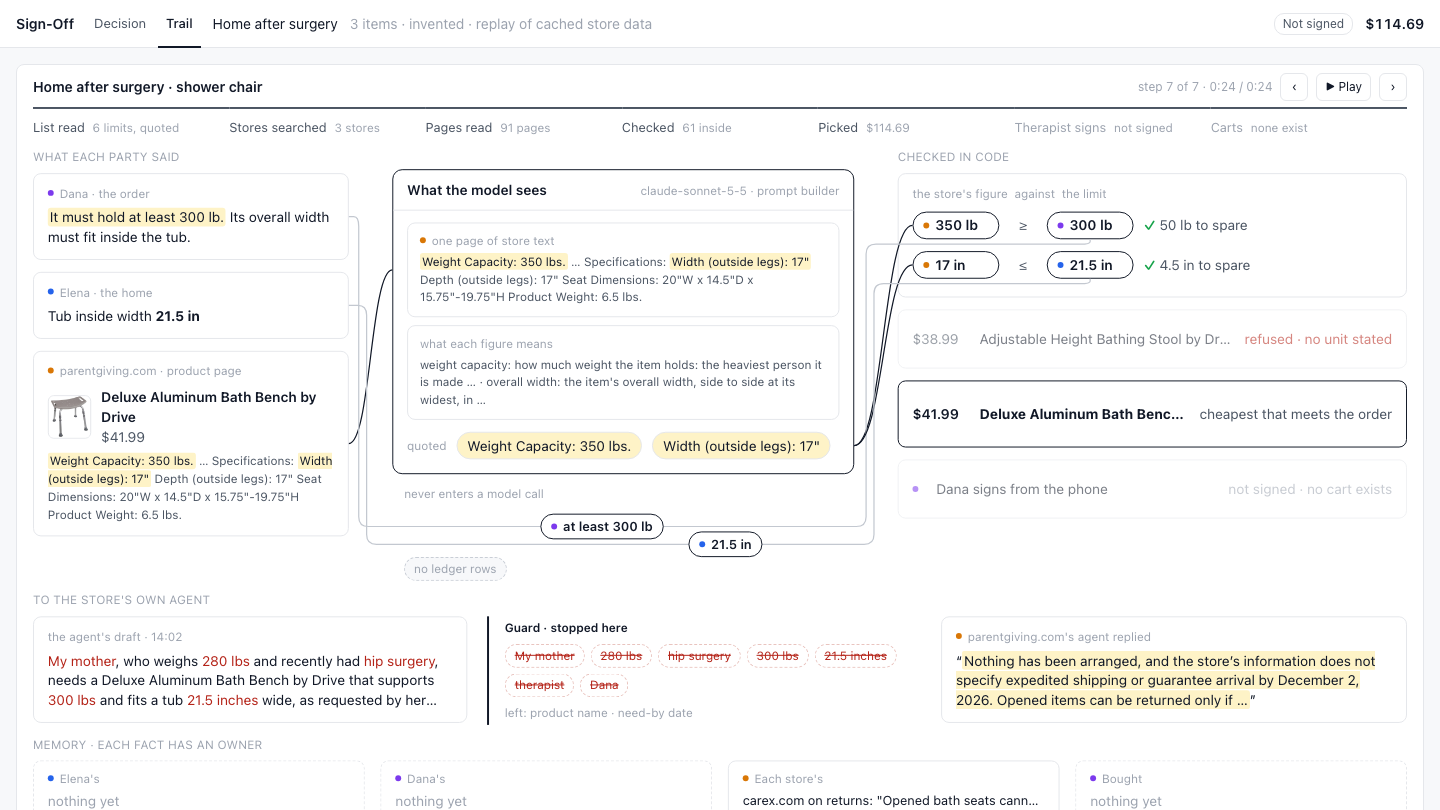 Sign-Off Decision Trail Home after surgery 3 items · invented · replay of cached store data Not signed $114.69
Home after surgery · shower chair step 7 of 7 · 0:24 / 0:24 ‹ ▶ Play ›
List read 6 limits, quoted Stores searched 3 stores Pages read 91 pages Checked 61 inside Picked $114.69 Therapist signs not signed Carts none exist
WHAT EACH PARTY SAID
Dana · the order
It must hold at least 300 lb. Its overall width
must fit inside the tub.
Elena · the home
Tub inside width 21.5 in
parentgiving.com · product page
Deluxe Aluminum Bath Bench by
Drive
$41.99
Weight Capacity: 350 lbs. ... Specifications: Width
(outside legs): 17" Depth (outside legs): 17" Seat
Dimensions: 20"W x 14.5"D x 15.75"-19.75"H
Product Weight: 6.5 lbs.
What the model sees claude-sonnet-5-5 · prompt builder
one page of store text
Weight Capacity: 350 lbs. ... Specifications: Width (outside legs): 17"
Depth (outside legs): 17" Seat Dimensions: 20"W x 14.5"D x
15.75"-19.75"H Product Weight: 6.5 lbs.
what each figure means
weight capacity: how much weight the item holds: the heaviest person it
is made ... · overall width: the item's overall width, side to side at its
widest, in ...
quoted Weight Capacity: 350 lbs. Width (outside legs): 17"
never enters a model call
at least 300 lb
21.5 in
no ledger rows
CHECKED IN CODE
the store's figure against the limit
350 lb ≥ 300 lb ✓ 50 lb to spare
17 in ≤ 21.5 in ✓ 4.5 in to spare
$38.99 Adjustable Height Bathing Stool by Dr... refused · no unit stated
$41.99 Deluxe Aluminum Bath Benc... cheapest that meets the order
Dana signs from the phone not signed · no cart exists
TO THE STORE'S OWN AGENT
the agent's draft · 14:02
My mother, who weighs 280 lbs and recently had hip surgery,
needs a Deluxe Aluminum Bath Bench by Drive that supports
300 lbs and fits a tub 21.5 inches wide, as requested by her...
Guard · stopped here
My mother 280 lbs hip surgery 300 lbs 21.5 inches
therapist Dana
left: product name · need-by date
parentgiving.com's agent replied
“Nothing has been arranged, and the store’s information does not
specify expedited shipping or guarantee arrival by December 2,
2026. Opened items can be returned only if ...”
MEMORY · EACH FACT HAS AN OWNER
Elena's
nothing yet
Dana's
nothing yet
Each store's
carex.com on returns: "Opened bath seats cann...
Bought
nothing yet